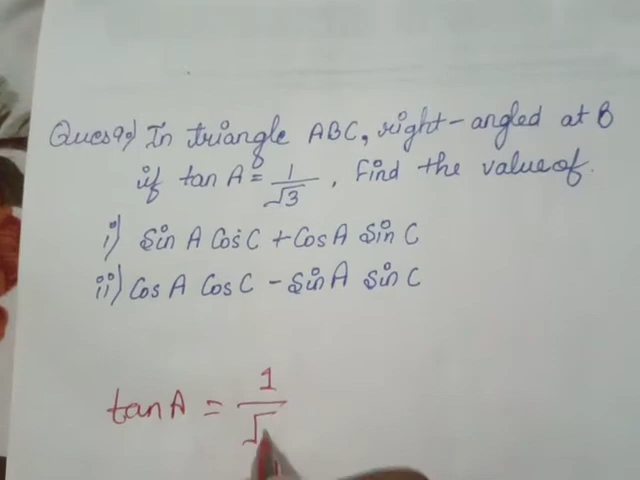 Ques 9.) In triangle ABC, right-angled at B
if tan A = 1/√3, Find the value of.
i) Sin A Cos C + Cos A Sin C
ii) Cos A Cos C - Sin A Sin C
tan A = 1/√